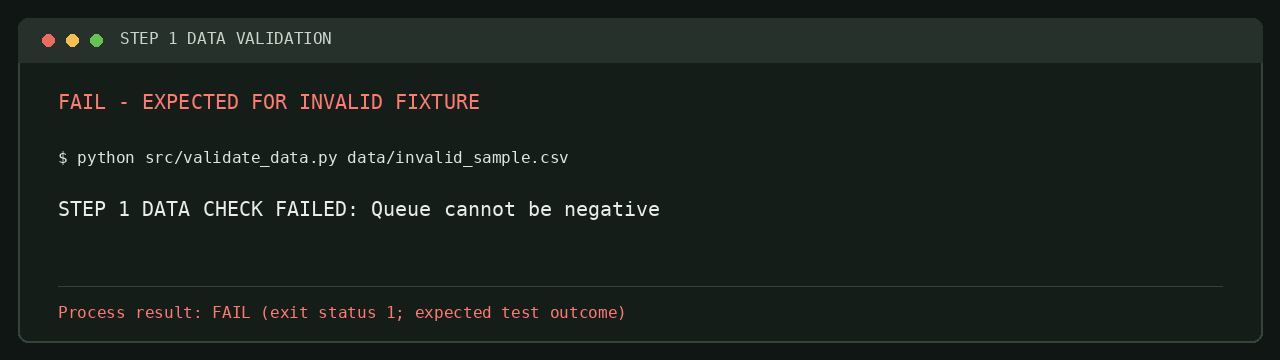 STEP 1 DATA VALIDATION
FAIL - EXPECTED FOR INVALID FIXTURE
$ python src/validate_data.py data/invalid_sample.csv
STEP 1 DATA CHECK FAILED: Queue cannot be negative
Process result: FAIL (exit status 1; expected test outcome)